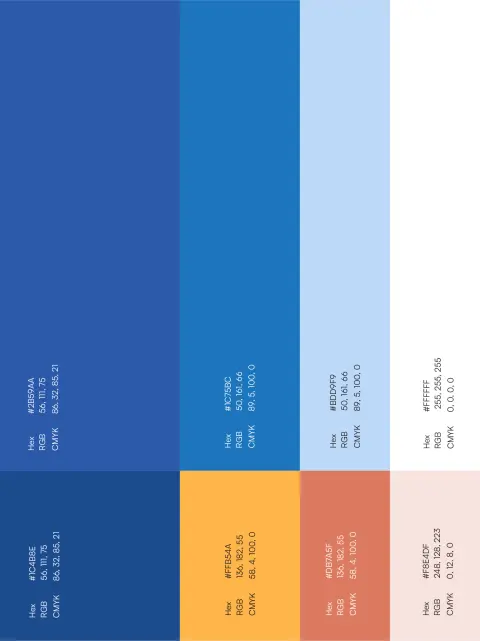 Hex #2B59AA
RGB 56, 111, 75
CMYK 86, 32, 85, 21
Hex #1C75BC
RGB 50, 161, 66
CMYK 89, 5, 100, 0
Hex #BDD9F9
RGB 50, 161, 66
CMYK 89, 5, 100, 0
Hex #FFFFFF
RGB 255, 255, 255
CMYK 0, 0, 0, 0
Hex #1C4B8E
RGB 56, 111, 75
CMYK 86, 32, 85, 21
Hex #FFB54A
RGB 136, 182, 55
CMYK 58, 4, 100, 0
Hex #DB7A5F
RGB 136, 182, 55
CMYK 58, 4, 100, 0
Hex #F8E4DF
RGB 248, 128, 223
CMYK 0, 12, 8, 0